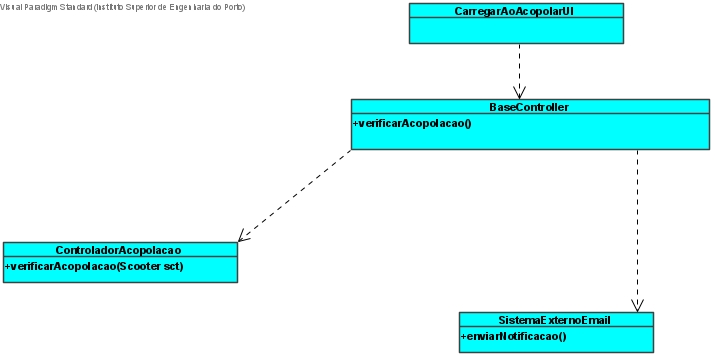 Visual Paradigm Standard (Instituto Superior de Engenharia do Porto)
CarregarAoAcopolarUI
BaseController
+verificarAcopolacao()
ControladorAcopolacao
+verificarAcopolacao(Scooter sct)
SistemaExternoEmail
+enviarNotificacao()